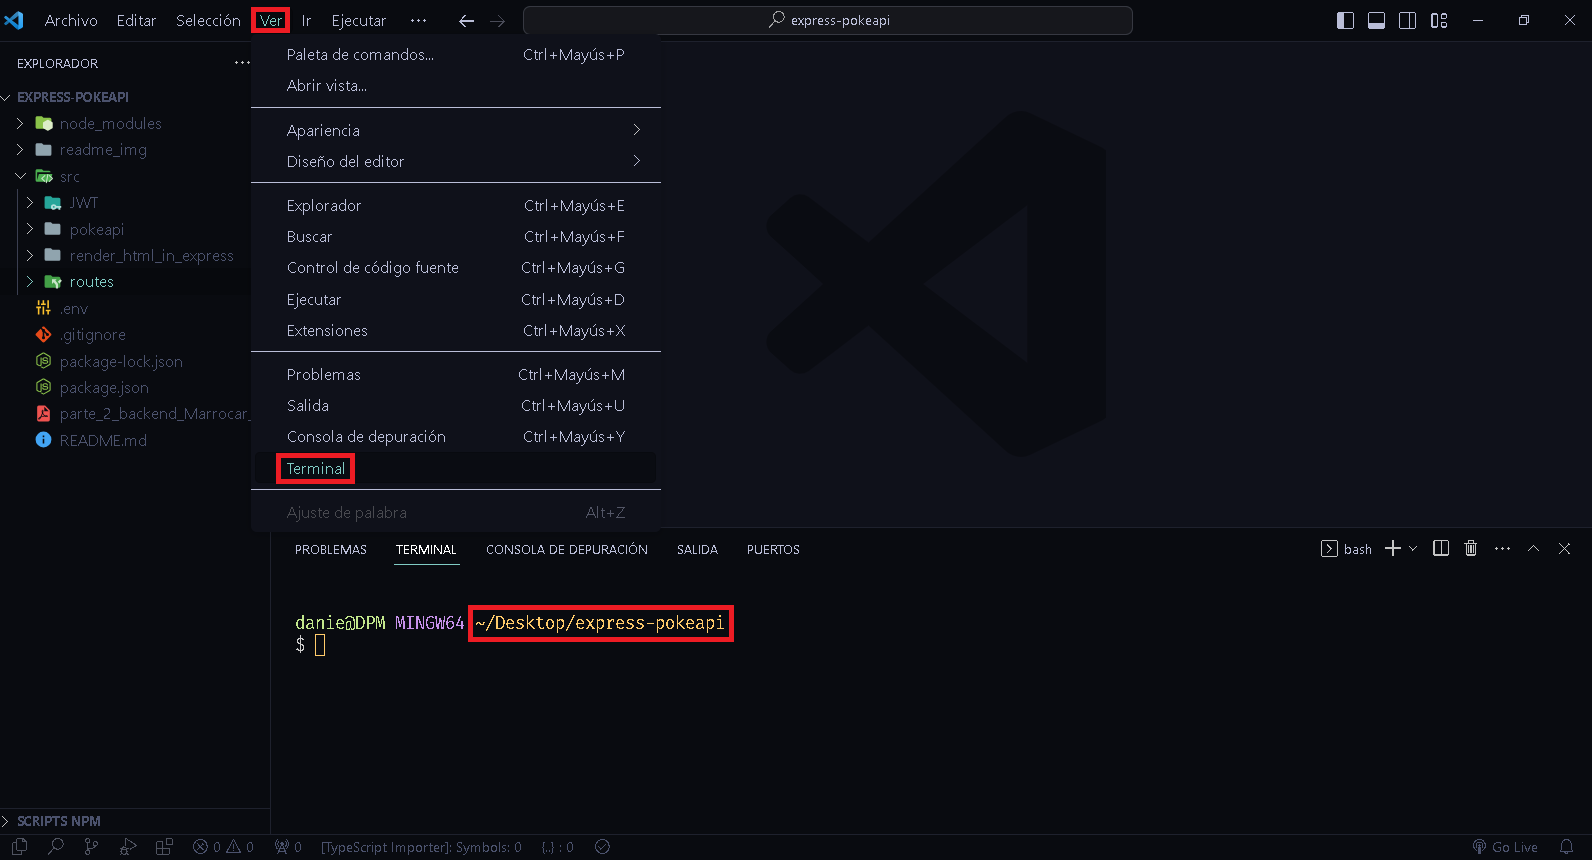 Archivo Editar Selección Ver Ir Ejecutar ··· express-pokeapi
EXPLORADOR ···
EXPRESS-POKEAPI
node_modules
readme_img
src
JWT
pokeapi
render_html_in_express
routes
.env
.gitignore
package-lock.json
package.json
parte_2_backend_Marrocar_
README.md
SCRIPTS NPM
Paleta de comandos... Ctrl+Mayús+P
Abrir vista...
Apariencia
Diseño del editor
Explorador Ctrl+Mayús+E
Buscar Ctrl+Mayús+F
Control de código fuente Ctrl+Mayús+G
Ejecutar Ctrl+Mayús+D
Extensiones Ctrl+Mayús+X
Problemas Ctrl+Mayús+M
Salida Ctrl+Mayús+U
Consola de depuración Ctrl+Mayús+Y
Terminal
Ajuste de palabra Alt+Z
PROBLEMAS TERMINAL CONSOLA DE DEPURACIÓN SALIDA PUERTOS bash
danie@DPM MINGW64 ~/Desktop/express-pokeapi
$
0 0 0 [TypeScript Importer]: Symbols: 0 {..} : 0 Go Live